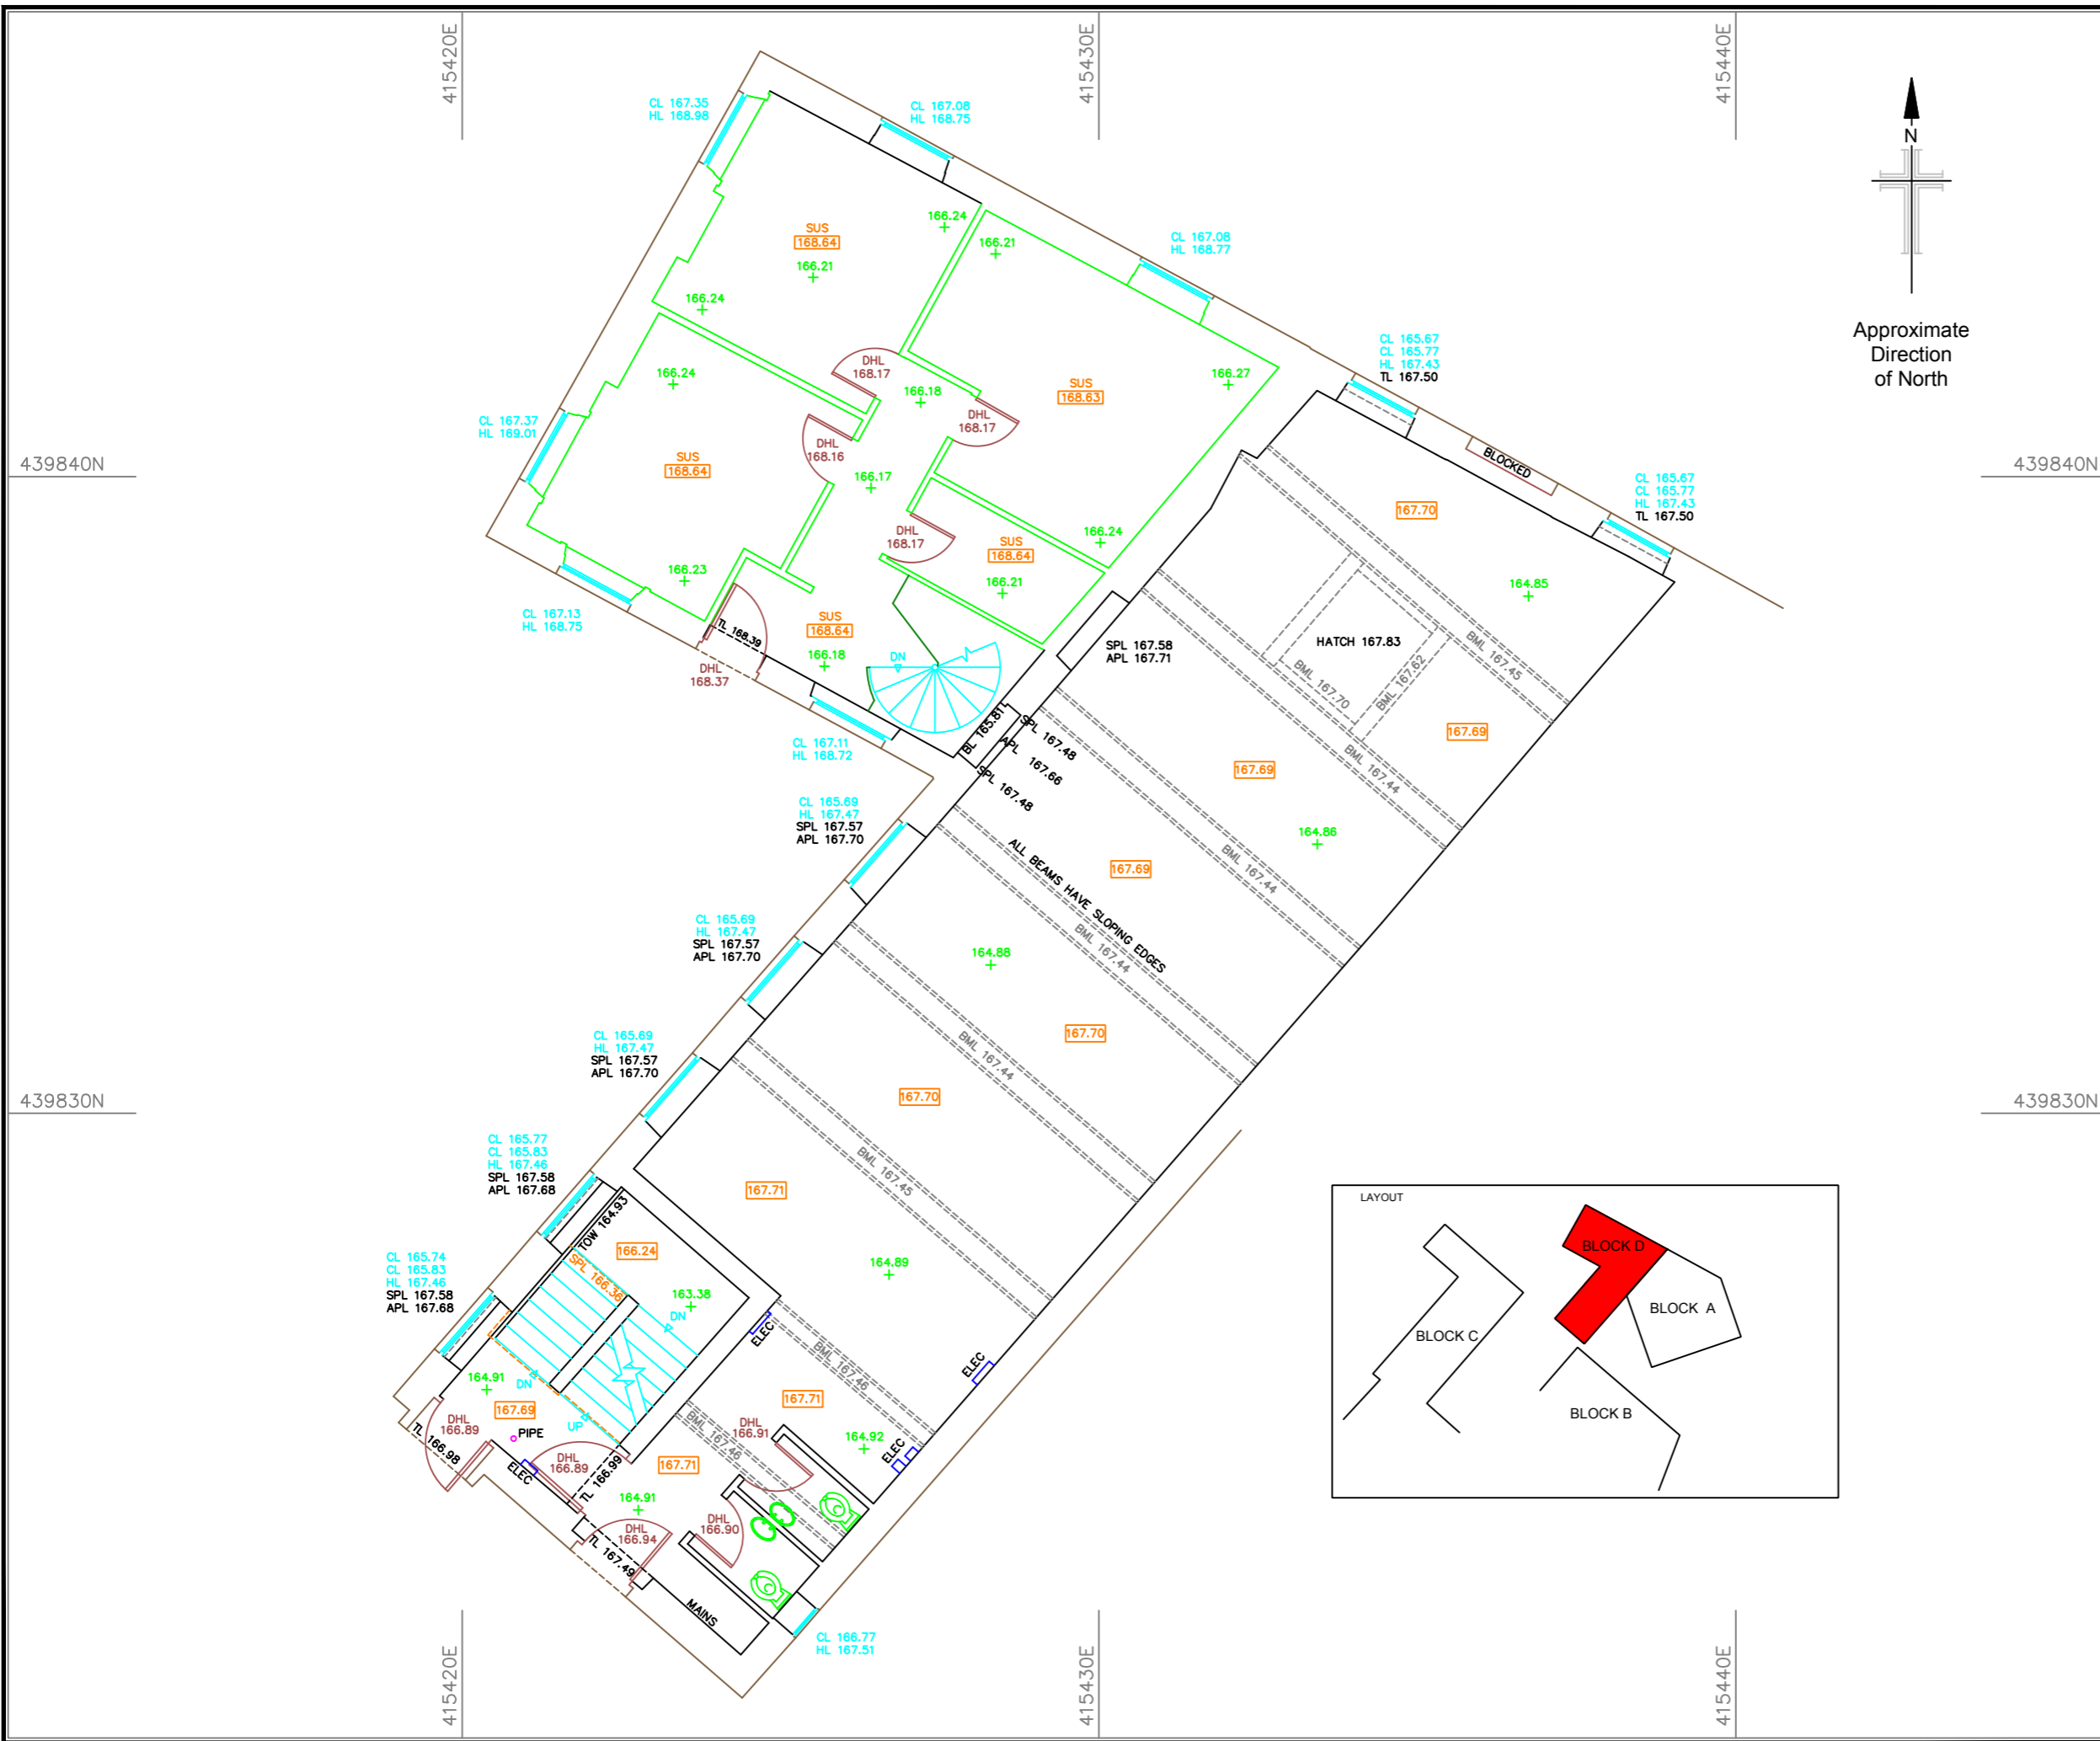 415420E
415430E
415440E
CL 167.35
HL 168.98
CL 167.08
HL 168.75
N
Approximate
Direction
of North
SUS
168.64
166.24
166.21
166.21
166.24
CL 167.08
HL 168.77
CL 165.67
CL 165.77
HL 167.43
TL 167.50
DHL
168.17
166.24
166.18
SUS
168.63
166.27
DHL
168.17
CL 167.37
HL 169.01
DHL
168.16
SUS
168.64
439840N
439840N
BLOCKED
CL 165.67
CL 165.77
HL 167.43
TL 167.50
166.17
167.70
DHL
168.17
166.24
SUS
168.64
166.21
166.23
164.85
CL 167.13
HL 168.75
SUS
168.64
TL 168.39
166.18
DHL
168.37
DN
SPL 167.58
APL 167.71
HATCH 167.83
BML 167.45
BML 167.62
BML 167.70
BL 165.81
SPL 167.48
APL 167.66
SPL 167.48
167.69
CL 167.11
HL 168.72
167.69
BML 167.44
CL 165.69
HL 167.47
SPL 167.57
APL 167.70
164.86
167.69
BML 167.44
ALL BEAMS HAVE SLOPING EDGES
BML 167.44
CL 165.69
HL 167.47
SPL 167.57
APL 167.70
164.88
167.70
CL 165.69
HL 167.47
SPL 167.57
APL 167.70
BML 167.44
167.70
439830N
439830N
CL 165.77
CL 165.83
HL 167.46
SPL 167.58
APL 167.68
BML 167.45
167.71
TOW 164.93
166.24
SPL 166.36
164.89
163.38
DN
CL 165.74
CL 165.83
HL 167.46
SPL 167.58
APL 167.68
ELEC
BML 167.46
ELEC
164.91
DN
167.69
167.71
DHL
166.89
TL 166.98
UP
PIPE
BML 167.46
DHL
166.91
164.92
ELEC
ELEC
DHL
166.89
TL 166.99
167.71
164.91
DHL
166.94
DHL
166.90
TL 167.49
MAINS
CL 166.77
HL 167.51
LAYOUT
BLOCK D
BLOCK A
BLOCK C
BLOCK B
415420E
415430E
415440E